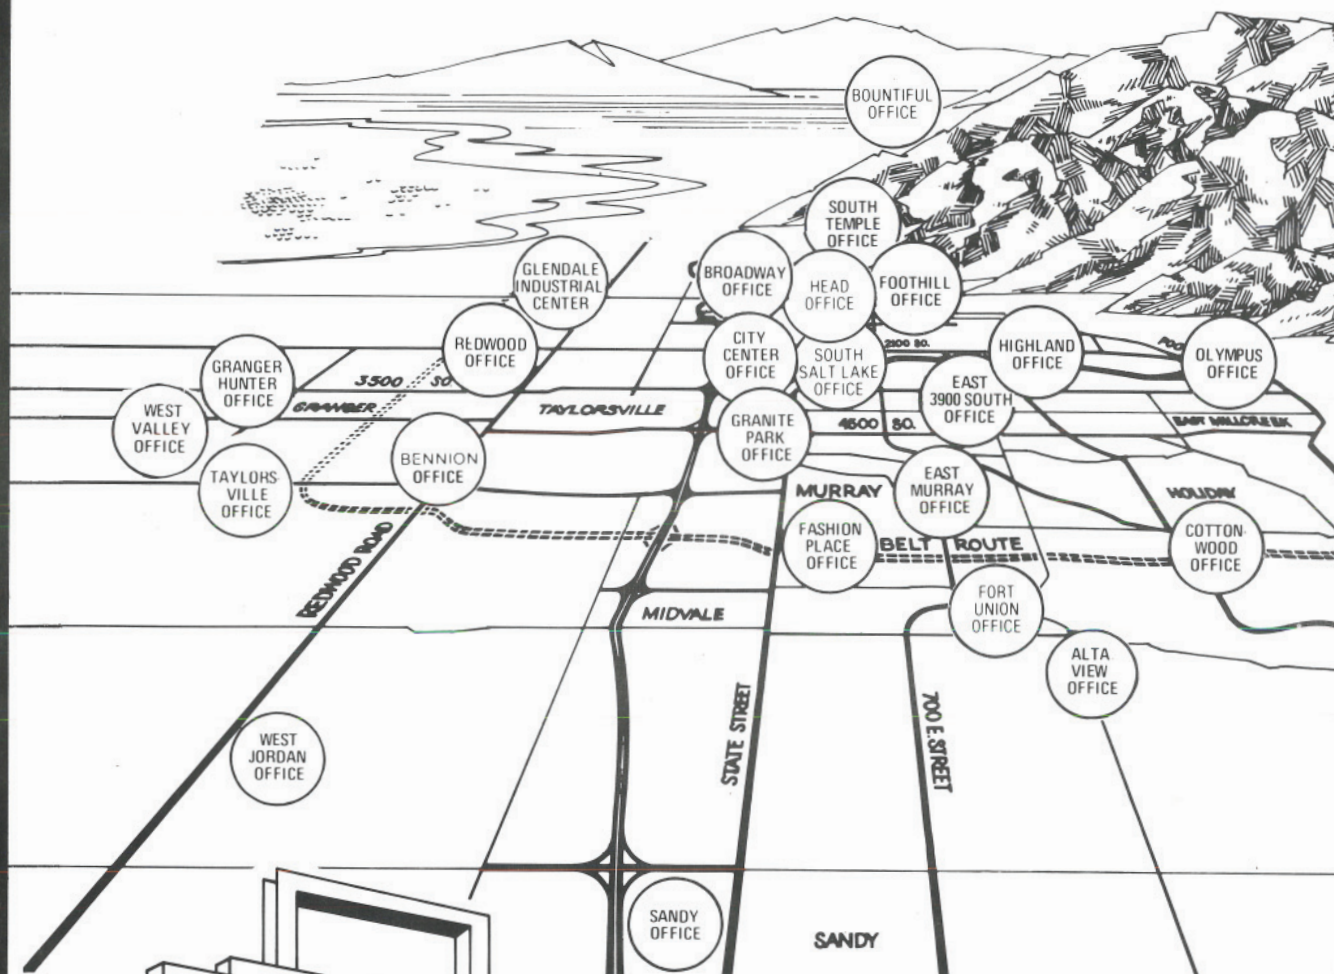 BOUNTIFUL
OFFICE
SOUTH
TEMPLE
OFFICE
GLENDALE
INDUSTRIAL
CENTER
BROADWAY
OFFICE
HEAD
OFFICE
FOOTHILL
OFFICE
REDWOOD
OFFICE
CITY
CENTER
OFFICE
SOUTH
SALT LAKE
OFFICE
2100 SO.
HIGHLAND
OFFICE
OLYMPUS
OFFICE
GRANGER
HUNTER
OFFICE
3500 SO
GRANGER
WEST
VALLEY
OFFICE
TAYLORSVILLE
EAST
3900 SOUTH
OFFICE
GRANITE
PARK
OFFICE
4500 SO.
EAST MILLCREEK
BENNION
OFFICE
TAYLORS-
VILLE
OFFICE
MURRAY
EAST
MURRAY
OFFICE
HOLIDAY
FASHION
PLACE
OFFICE
BELT ROUTE
COTTON-
WOOD
OFFICE
REDWOOD ROAD
MIDVALE
FORT
UNION
OFFICE
ALTA
VIEW
OFFICE
STATE STREET
700 E. STREET
WEST
JORDAN
OFFICE
SANDY
OFFICE
SANDY